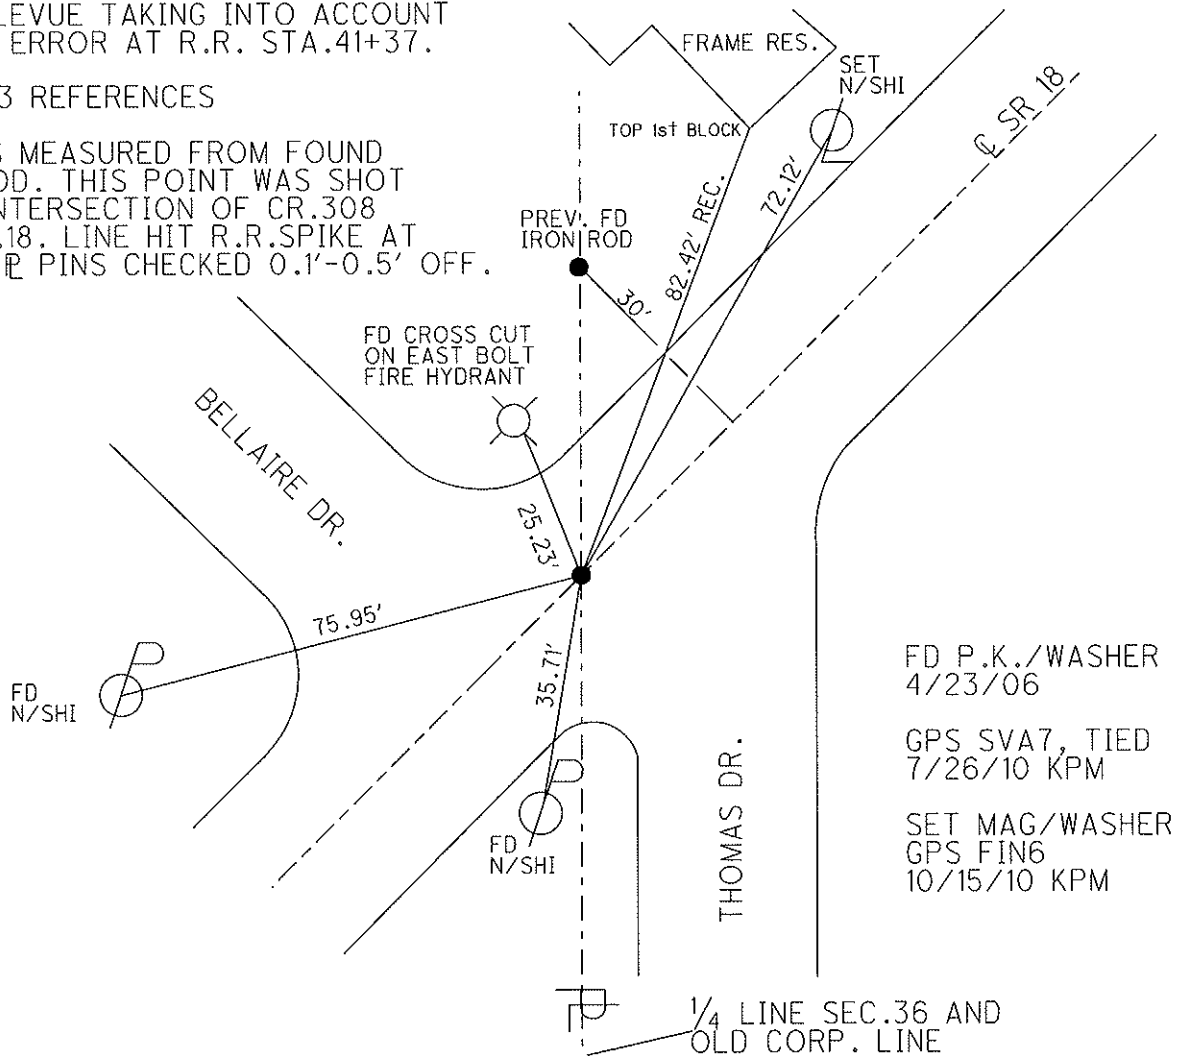 LEVUE TAKING INTO ACCOUNT
ERROR AT R.R. STA.41+37.
3 REFERENCES
MEASURED FROM FOUND
OD. THIS POINT WAS SHOT
NTERSECTION OF CR.308
.18. LINE HIT R.R.SPIKE AT
PINS CHECKED 0.1'-0.5' OFF.
FRAME RES.
SET
N/SHI
TOP 1st BLOCK
℄ SR 18
82.42' REC.
72.12'
PREV. FD
IRON ROD
30'
FD CROSS CUT
ON EAST BOLT
FIRE HYDRANT
BELLAIRE DR.
25.23'
75.95'
35.71'
FD
N/SHI
FD
N/SHI
THOMAS DR.
FD P.K./WASHER
4/23/06
GPS SVA7, TIED
7/26/10 KPM
SET MAG/WASHER
GPS FIN6
10/15/10 KPM
1/4 LINE SEC.36 AND
OLD CORP. LINE